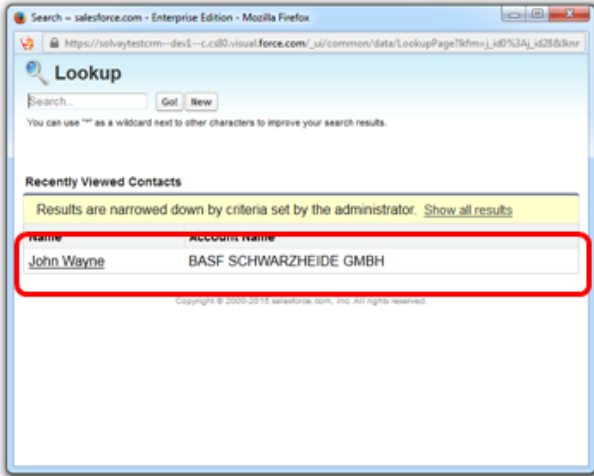 Search ~ salesforce.com - Enterprise Edition - Mozilla Firefox
https://solvaytestcrm--dev1--c.cs80.visual.force.com/_ui/common/data/LookupPage?lkfm=j_id0%3Aj_id28&lknr
Lookup
Search...
Go!
New
You can use "*" as a wildcard next to other characters to improve your search results.
Recently Viewed Contacts
Results are narrowed down by criteria set by the administrator. Show all results
Name Account Name
John Wayne BASF SCHWARZHEIDE GMBH
Copyright © 2000-2015 salesforce.com, inc. All rights reserved.